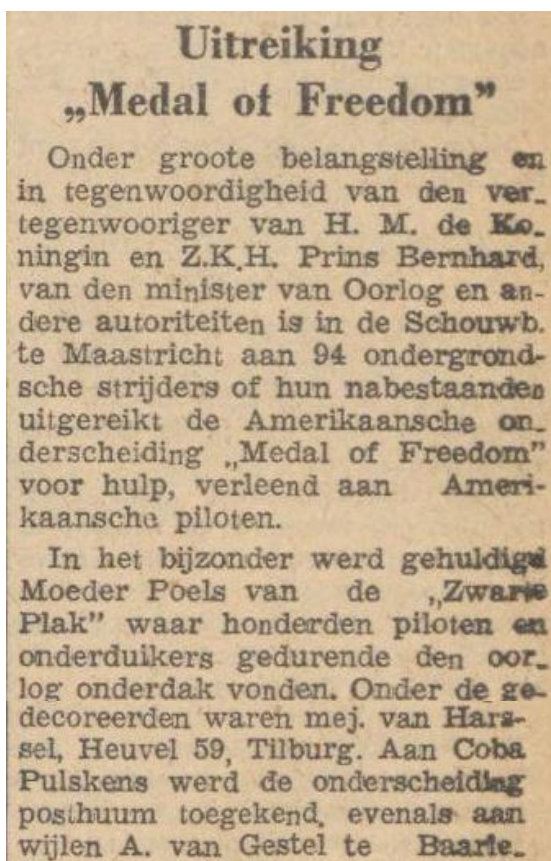 Uitreiking
„Medal of Freedom”
Onder groote belangstelling en
in tegenwoordigheid van den ver-
tegenwooriger van H. M. de Ko-
ningin en Z.K.H. Prins Bernhard,
van den minister van Oorlog en an-
dere autoriteiten is in de Schouwb.
te Maastricht aan 94 ondergrond-
sche strijders of hun nabestaanden
uitgereikt de Amerikaansche on-
derscheiding „Medal of Freedom”
voor hulp, verleend aan Ameri-
kaansche piloten.
In het bijzonder werd gehuldigd
Moeder Poels van de „Zwarte
Plak” waar honderden piloten en
onderduikers gedurende den oor-
log onderdak vonden. Onder de ge-
decoreerden waren mej. van Hars-
sel, Heuvel 59, Tilburg. Aan Coba
Pulskens werd de onderscheiding
posthuum toegekend, evenals aan
wijlen A. van Gestel te Baarle-